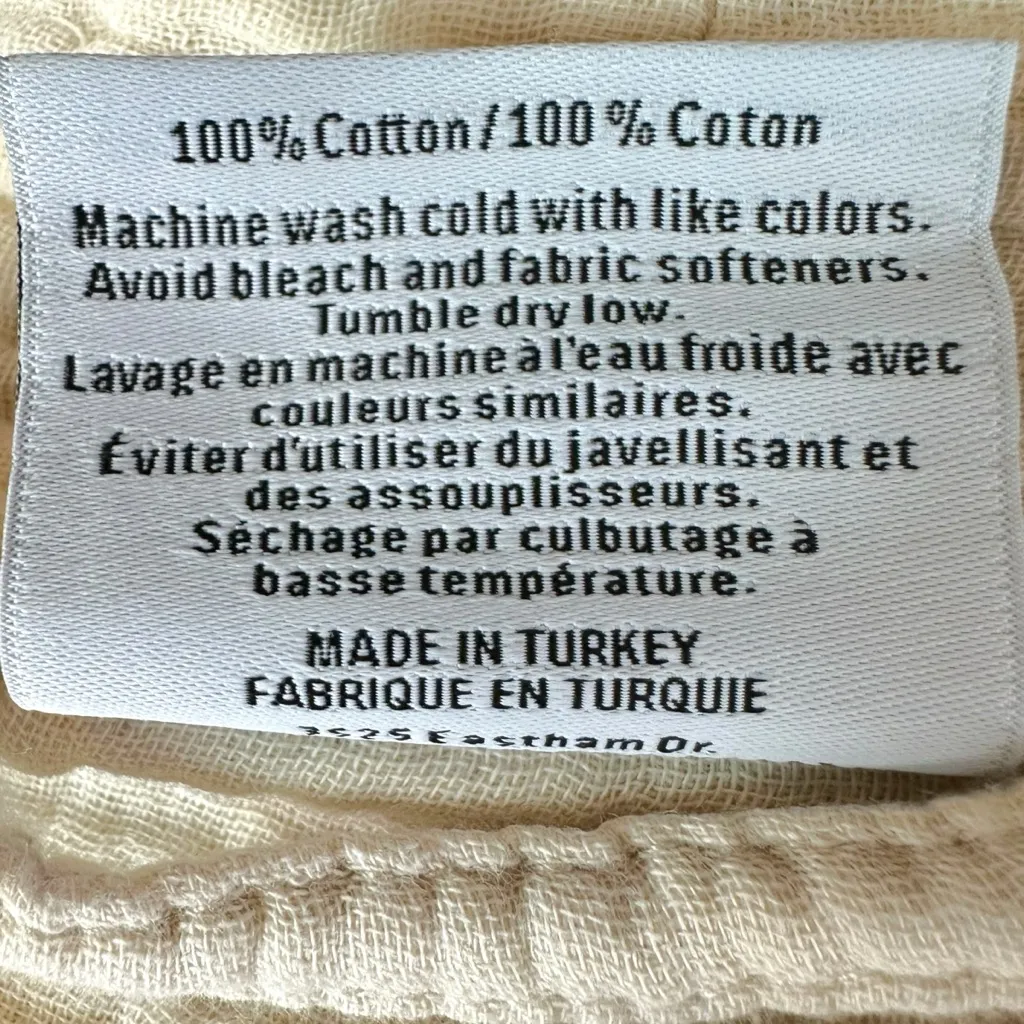 100% Cotton/100% Coton
Machine wash cold with like colors.
Avoid bleach and fabric softeners.
Tumble dry low.
Lavage en machine à l'eau froide avec
couleurs similaires.
Éviter d'utiliser du javellisant et
des assouplisseurs.
Séchage par culbutage à
basse température.
MADE IN TURKEY
FABRIQUE EN TURQUIE
Eastham Dr.